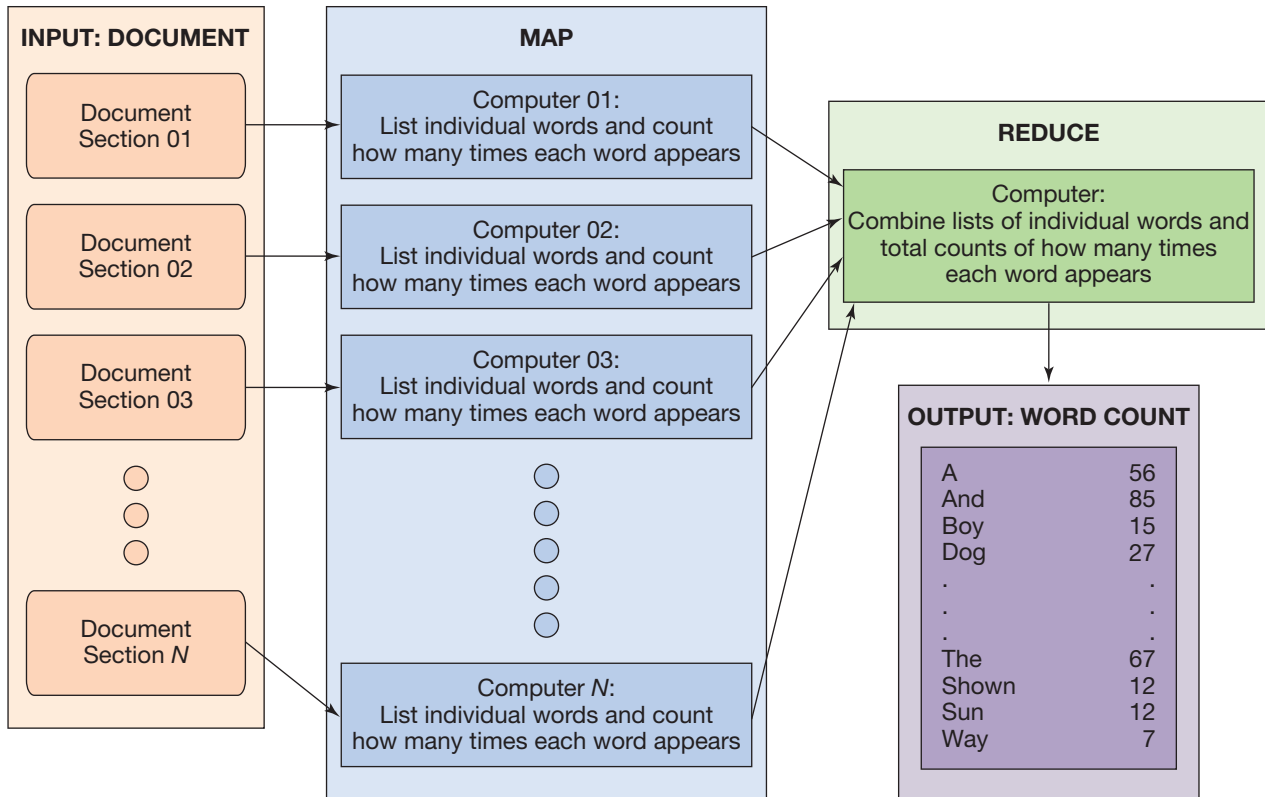 INPUT: DOCUMENT
Document
Section 01
Document
Section 02
Document
Section 03
Document
Section N
MAP
Computer 01:
List individual words and count
how many times each word appears
Computer 02:
List individual words and count
how many times each word appears
Computer 03:
List individual words and count
how many times each word appears
Computer N:
List individual words and count
how many times each word appears
REDUCE
Computer:
Combine lists of individual words and
total counts of how many times
each word appears
OUTPUT: WORD COUNT
A 56
And 85
Boy 15
Dog 27
. .
. .
. .
The 67
Shown 12
Sun 12
Way 7